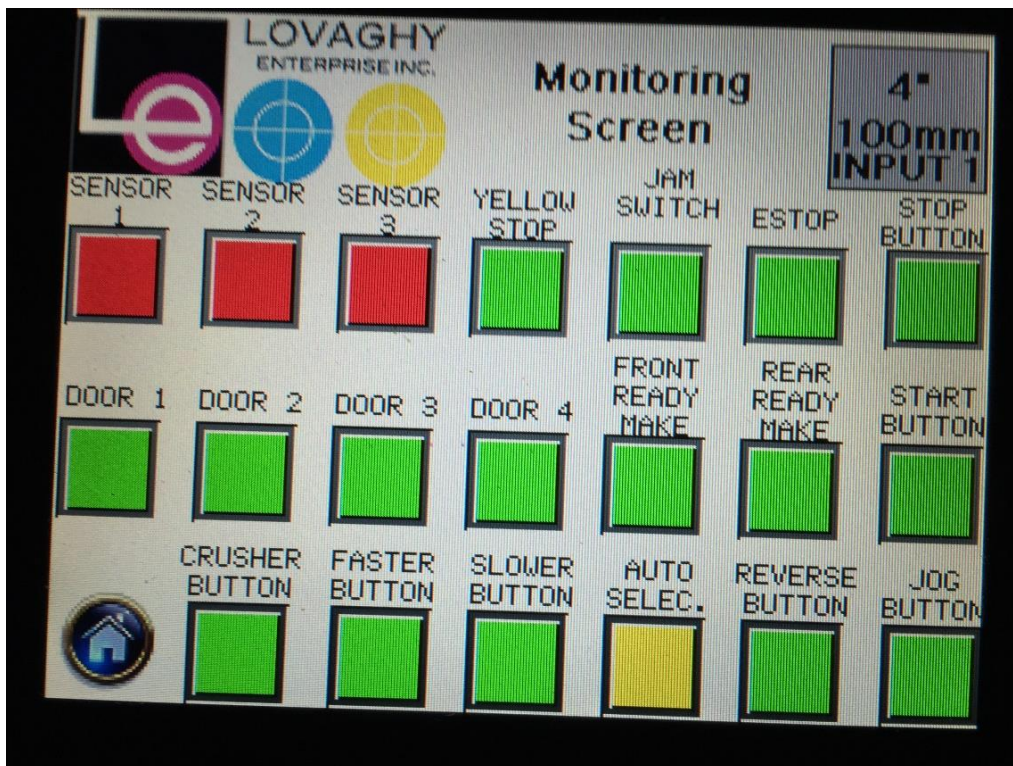 LOVAGHY
ENTERPRISE INC.
Le
Monitoring
Screen
4"
100mm
INPUT 1
SENSOR
1
SENSOR
2
SENSOR
3
YELLOW
STOP
JAM
SWITCH
ESTOP
STOP
BUTTON
DOOR 1
DOOR 2
DOOR 3
DOOR 4
FRONT
READY
MAKE
REAR
READY
MAKE
START
BUTTON
CRUSHER
BUTTON
FASTER
BUTTON
SLOWER
BUTTON
AUTO
SELEC.
REVERSE
BUTTON
JOG
BUTTON